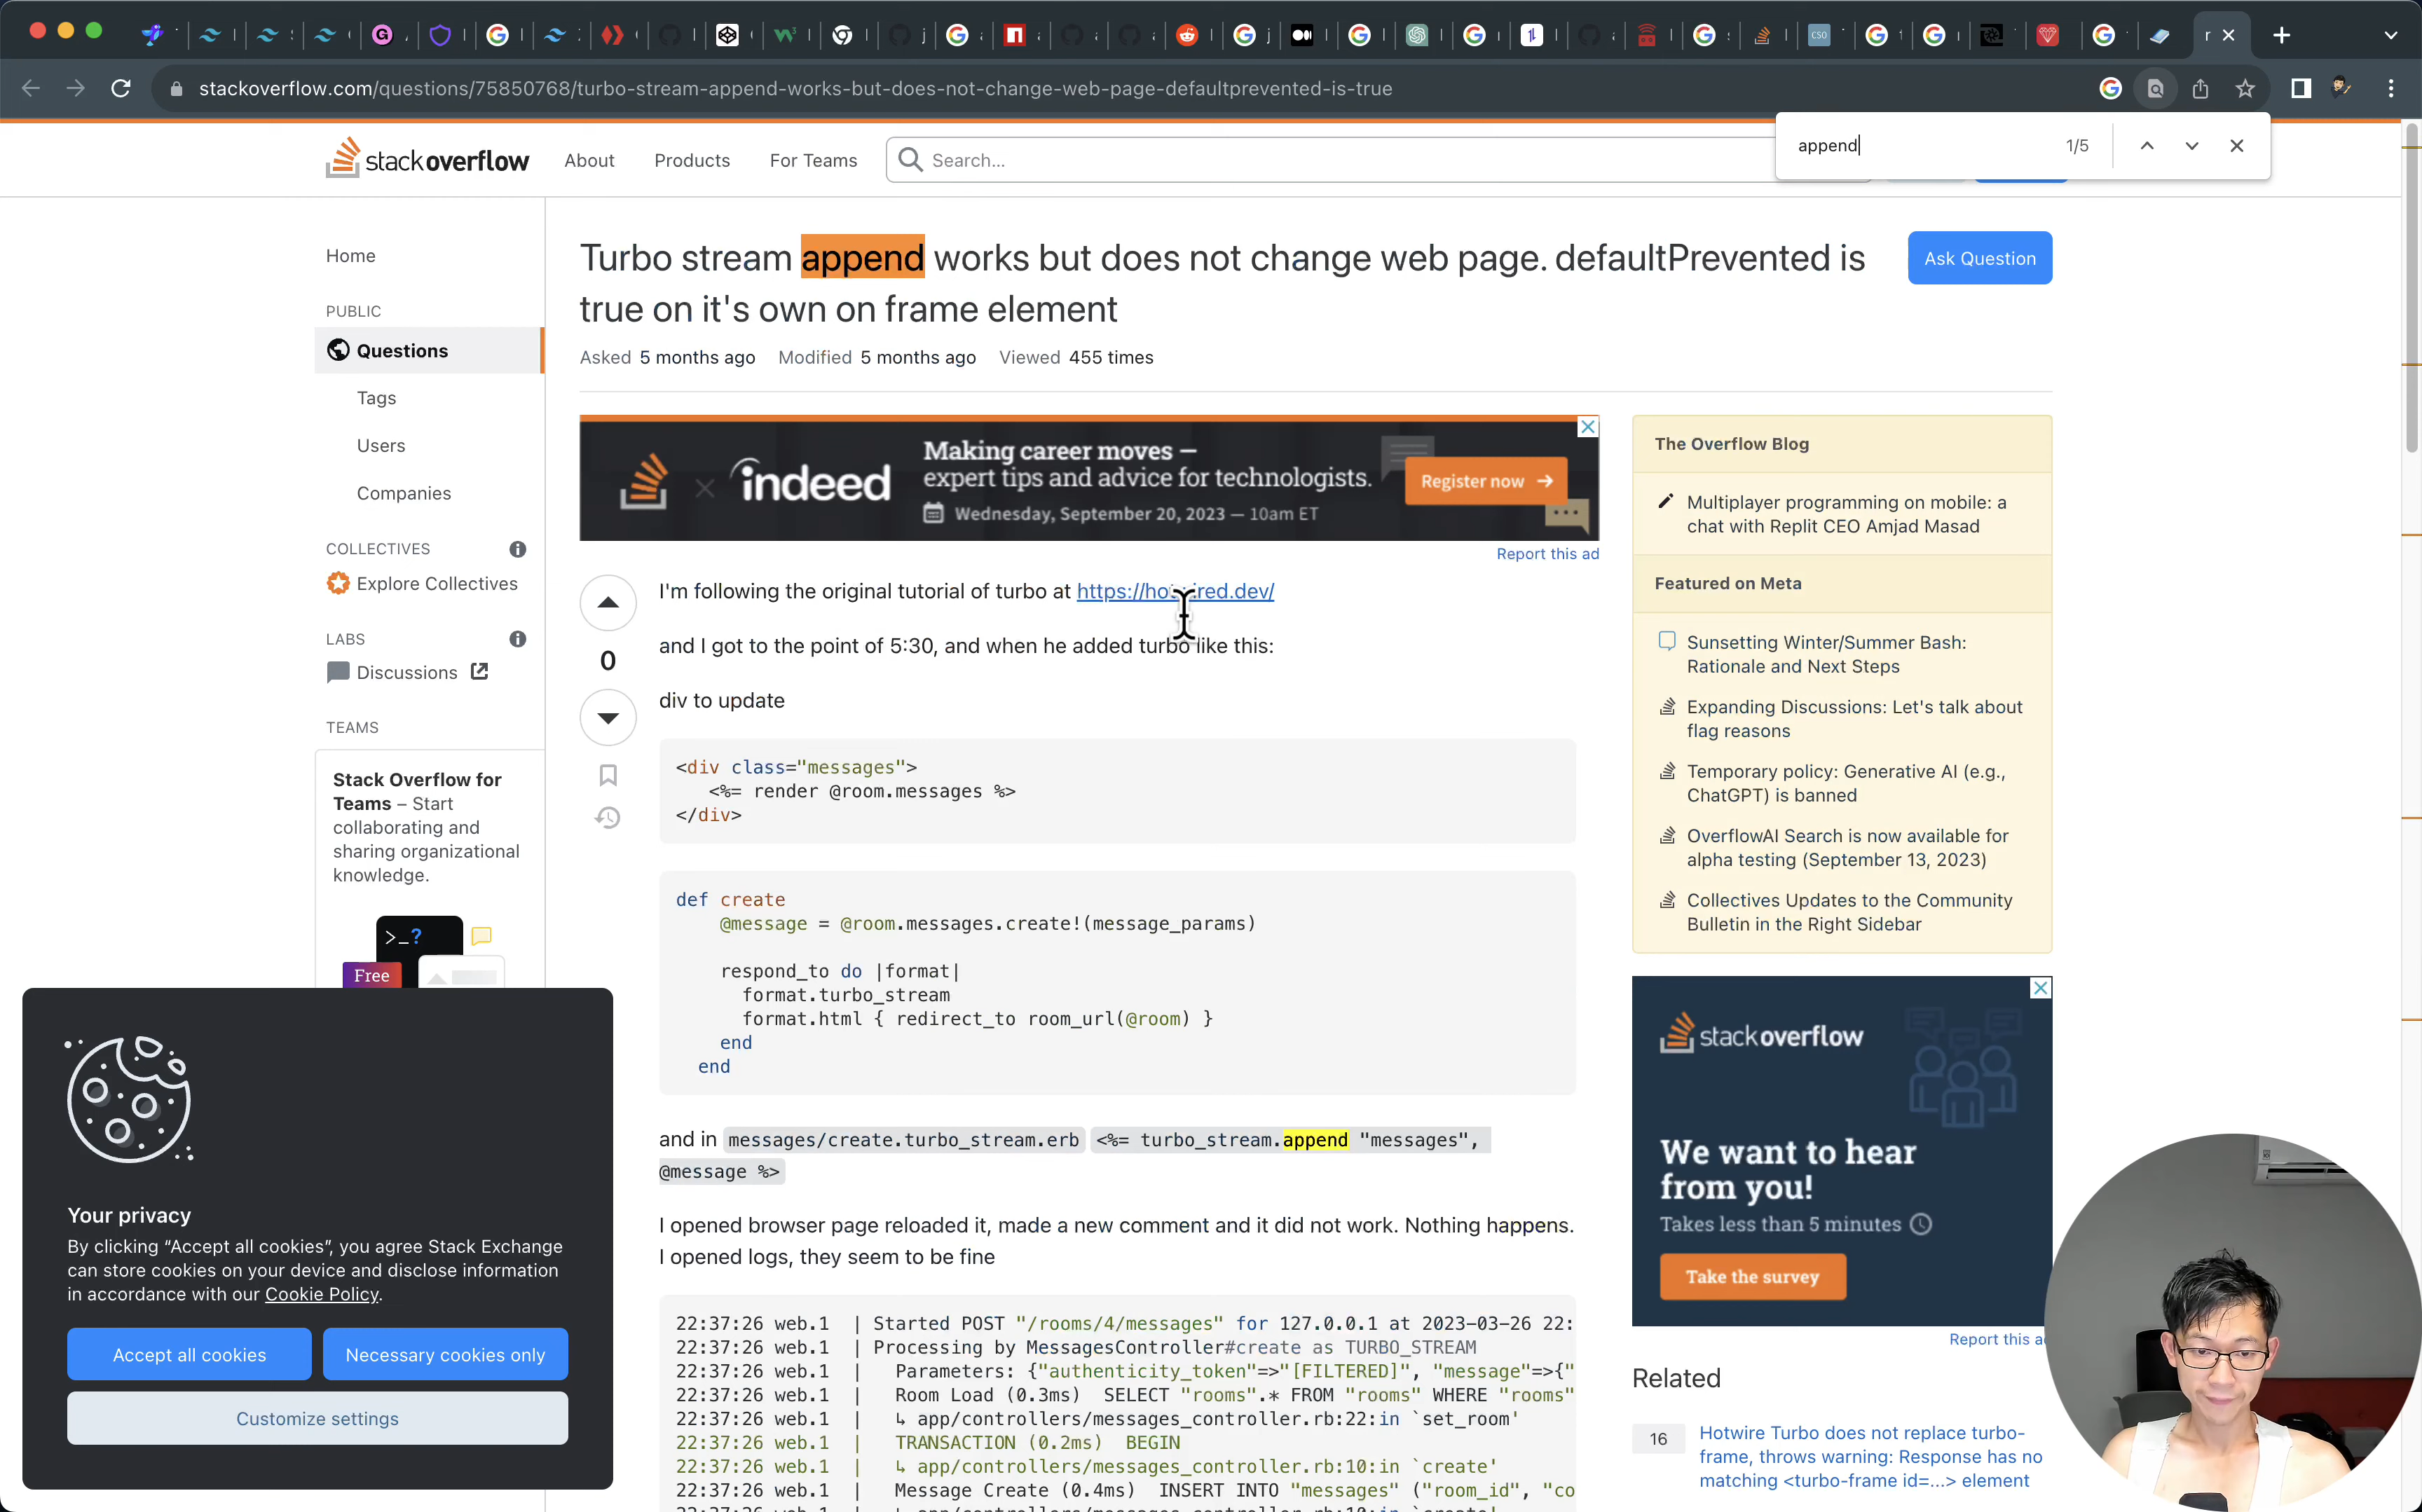 CSO
r
stackoverflow.com/questions/75850768/turbo-stream-append-works-but-does-not-change-web-page-defaultprevented-is-true
append
1/5
stackoverflow
About
Products
For Teams
Search...
Home
PUBLIC
Questions
Tags
Users
Companies
COLLECTIVES
Explore Collectives
LABS
Discussions
TEAMS
Stack Overflow for
Teams – Start
collaborating and
sharing organizational
knowledge.
>_?
Free
Turbo stream append works but does not change web page. defaultPrevented is
true on it's own on frame element
Ask Question
Asked 5 months ago Modified 5 months ago Viewed 455 times
indeed
Making career moves —
expert tips and advice for technologists.
Wednesday, September 20, 2023 — 10am ET
Register now →
Report this ad
I'm following the original tutorial of turbo at https://hotwired.dev/
and I got to the point of 5:30, and when he added turbo like this:
0
div to update
<div class="messages">
<%= render @room.messages %>
</div>
def create
@message = @room.messages.create!(message_params)
respond_to do |format|
format.turbo_stream
format.html { redirect_to room_url(@room) }
end
end
and in messages/create.turbo_stream.erb <%= turbo_stream.append "messages",
@message %>
I opened browser page reloaded it, made a new comment and it did not work. Nothing happens.
I opened logs, they seem to be fine
22:37:26 web.1 | Started POST "/rooms/4/messages" for 127.0.0.1 at 2023-03-26 22:
22:37:26 web.1 | Processing by MessagesController#create as TURBO_STREAM
22:37:26 web.1 | Parameters: {"authenticity_token"=>"[FILTERED]", "message"=>{"
22:37:26 web.1 | Room Load (0.3ms) SELECT "rooms".* FROM "rooms" WHERE "rooms"
22:37:26 web.1 | ↳ app/controllers/messages_controller.rb:22:in `set_room'
22:37:26 web.1 | TRANSACTION (0.2ms) BEGIN
22:37:26 web.1 | ↳ app/controllers/messages_controller.rb:10:in `create'
22:37:26 web.1 | Message Create (0.4ms) INSERT INTO "messages" ("room_id", "co
The Overflow Blog
Multiplayer programming on mobile: a
chat with Replit CEO Amjad Masad
Featured on Meta
Sunsetting Winter/Summer Bash:
Rationale and Next Steps
Expanding Discussions: Let's talk about
flag reasons
Temporary policy: Generative AI (e.g.,
ChatGPT) is banned
OverflowAI Search is now available for
alpha testing (September 13, 2023)
Collectives Updates to the Community
Bulletin in the Right Sidebar
stackoverflow
We want to hear
from you!
Takes less than 5 minutes
Take the survey
Report this a
Related
16
Hotwire Turbo does not replace turbo-
frame, throws warning: Response has no
matching <turbo-frame id=...> element
Your privacy
By clicking “Accept all cookies”, you agree Stack Exchange
can store cookies on your device and disclose information
in accordance with our Cookie Policy.
Accept all cookies
Necessary cookies only
Customize settings